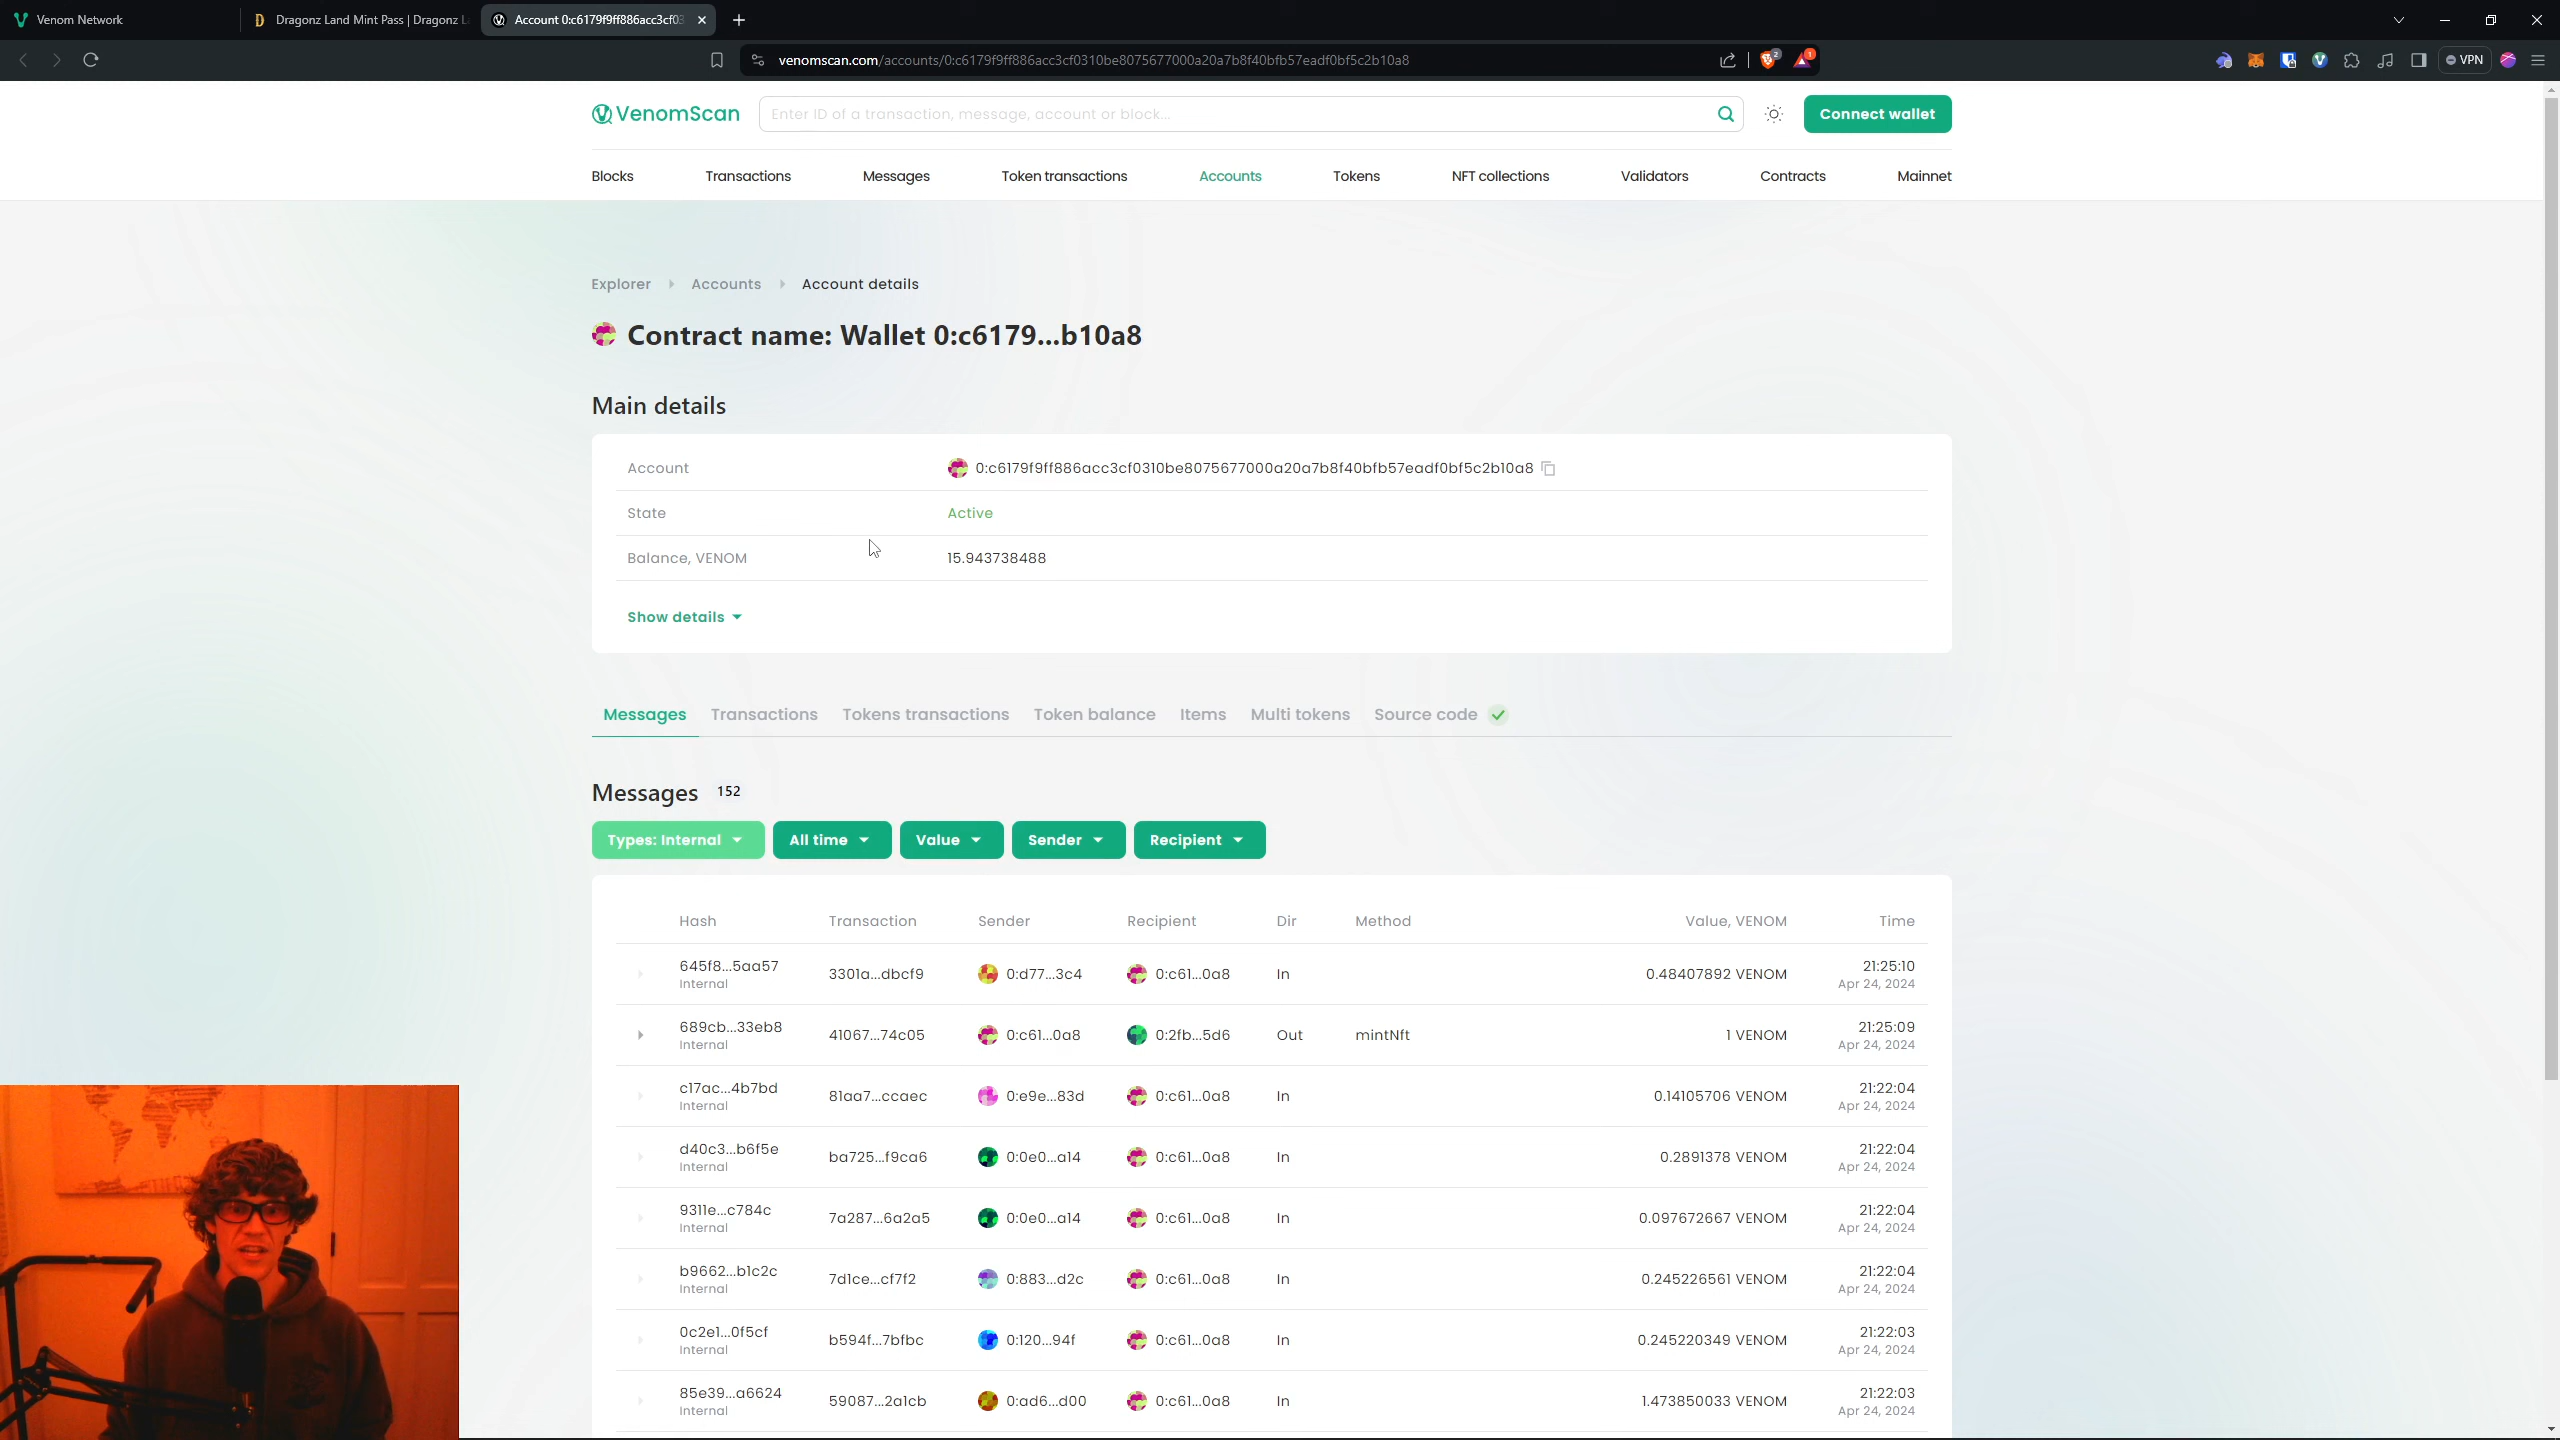 Venom Network
Dragonz Land Mint Pass | Dragonz L
Account 0:c6179f9ff886acc3cf03
venomscan.com/accounts/0:c6179f9ff886acc3cf0310be8075677000a20a7b8f40bfb57eadf0bf5c2b10a8
2
1
VPN
VenomScan
Enter ID of a transaction, message, account or block...
Connect wallet
Blocks
Transactions
Messages
Token transactions
Accounts
Tokens
NFT collections
Validators
Contracts
Mainnet
Explorer
Accounts
Account details
Contract name: Wallet 0:c6179...b10a8
Main details
Account
0:c6179f9ff886acc3cf0310be8075677000a20a7b8f40bfb57eadf0bf5c2b10a8
State
Active
Balance, VENOM
15.943738488
Show details
Messages
Transactions
Tokens transactions
Token balance
Items
Multi tokens
Source code
Messages 152
Types: Internal
All time
Value
Sender
Recipient
Hash Transaction Sender Recipient Dir Method Value, VENOM Time
645f8...5aa57 3301a...dbcf9 0:d77...3c4 0:c61...0a8 In 0.48407892 VENOM 21:25:10
Internal Apr 24, 2024
689cb...33eb8 41067...74c05 0:c61...0a8 0:2fb...5d6 Out mintNft 1 VENOM 21:25:09
Internal Apr 24, 2024
c17ac...4b7bd 81aa7...ccaec 0:e9e...83d 0:c61...0a8 In 0.14105706 VENOM 21:22:04
Internal Apr 24, 2024
d40c3...b6f5e ba725...f9ca6 0:0e0...a14 0:c61...0a8 In 0.2891378 VENOM 21:22:04
Internal Apr 24, 2024
9311e...c784c 7a287...6a2a5 0:0e0...a14 0:c61...0a8 In 0.097672667 VENOM 21:22:04
Internal Apr 24, 2024
b9662...b1c2c 7d1ce...cf7f2 0:883...d2c 0:c61...0a8 In 0.245226561 VENOM 21:22:04
Internal Apr 24, 2024
0c2e1...0f5cf b594f...7bfbc 0:120...94f 0:c61...0a8 In 0.245220349 VENOM 21:22:03
Internal Apr 24, 2024
85e39...a6624 59087...2a1cb 0:ad6...d00 0:c61...0a8 In 1.473850033 VENOM 21:22:03
Internal Apr 24, 2024